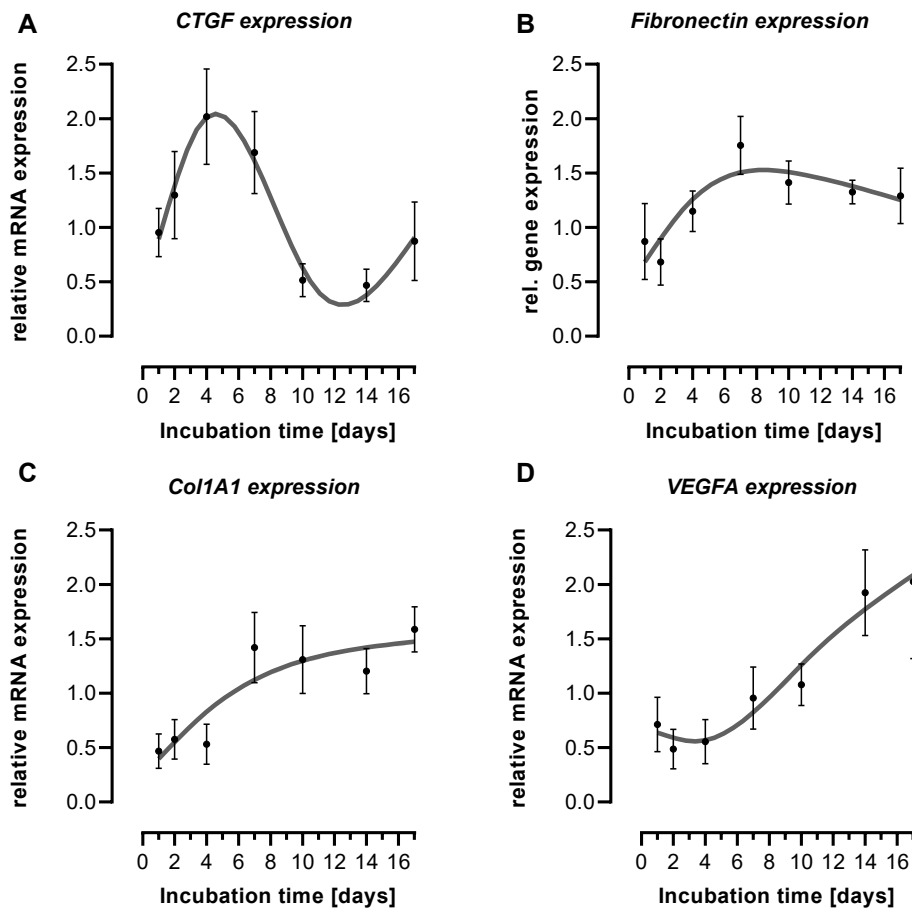 A
CTGF expression
relative mRNA expression
2.5
2.0
1.5
1.0
0.5
0.0
0 2 4 6 8 10 12 14 16
Incubation time [days]
B
Fibronectin expression
rel. gene expression
2.5
2.0
1.5
1.0
0.5
0.0
0 2 4 6 8 10 12 14 16
Incubation time [days]
C
Col1A1 expression
relative mRNA expression
2.5
2.0
1.5
1.0
0.5
0.0
0 2 4 6 8 10 12 14 16
Incubation time [days]
D
VEGFA expression
relative mRNA expression
2.5
2.0
1.5
1.0
0.5
0.0
0 2 4 6 8 10 12 14 16
Incubation time [days]